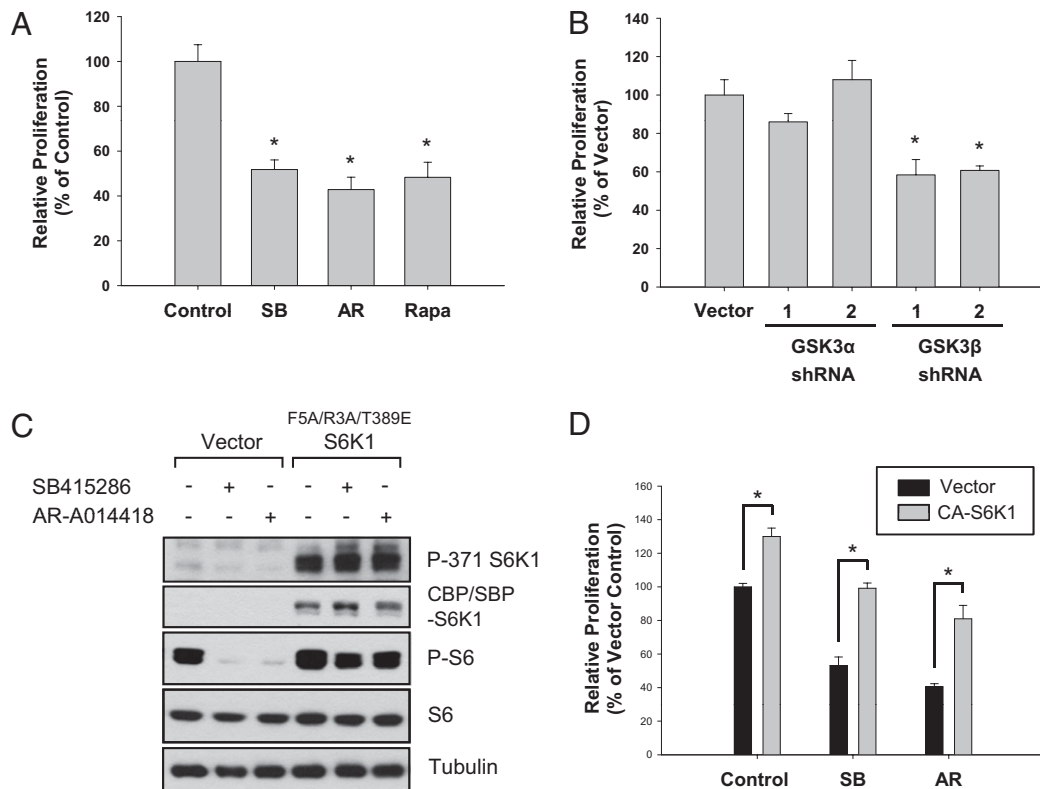 A
Relative Proliferation
(% of Control)
120
100
80
60
40
20
0
*
*
*
Control SB AR Rapa
B
Relative Proliferation
(% of Vector)
140
120
100
80
60
40
20
0
*
*
Vector 1 2 1 2
GSK3α
shRNA
GSK3β
shRNA
C
F5A/R3A/T389E
Vector S6K1
SB415286 - + - - + -
AR-A014418 - - + - - +
P-371 S6K1
CBP/SBP
-S6K1
P-S6
S6
Tubulin
D
Vector
CA-S6K1
Relative Proliferation
(% of Vector Control)
160
140
120
100
80
60
40
20
0
*
*
*
Control SB AR